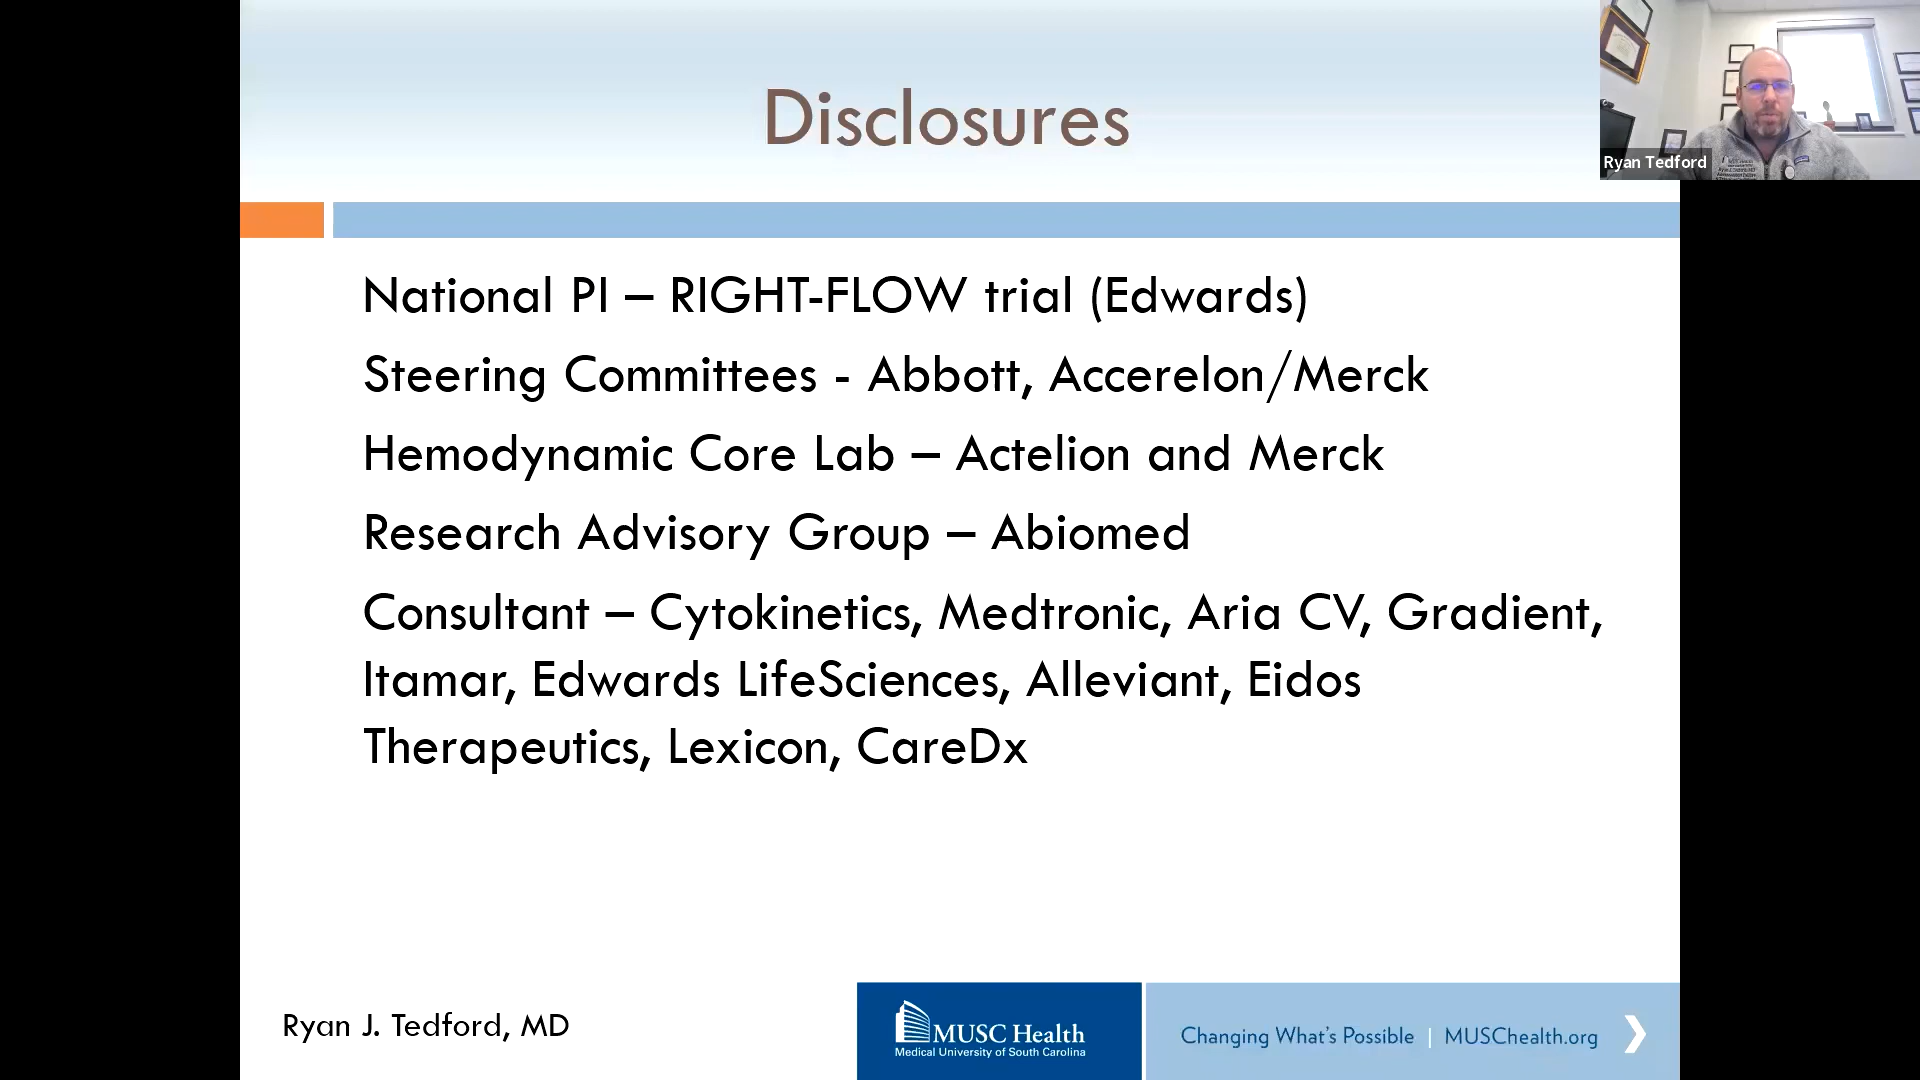 Disclosures
Ryan Tedford
National PI – RIGHT-FLOW trial (Edwards)
Steering Committees - Abbott, Accerelon/Merck
Hemodynamic Core Lab – Actelion and Merck
Research Advisory Group – Abiomed
Consultant – Cytokinetics, Medtronic, Aria CV, Gradient,
Itamar, Edwards LifeSciences, Alleviant, Eidos
Therapeutics, Lexicon, CareDx
Ryan J. Tedford, MD
MUSC Health
Medical University of South Carolina
Changing What's Possible | MUSChealth.org